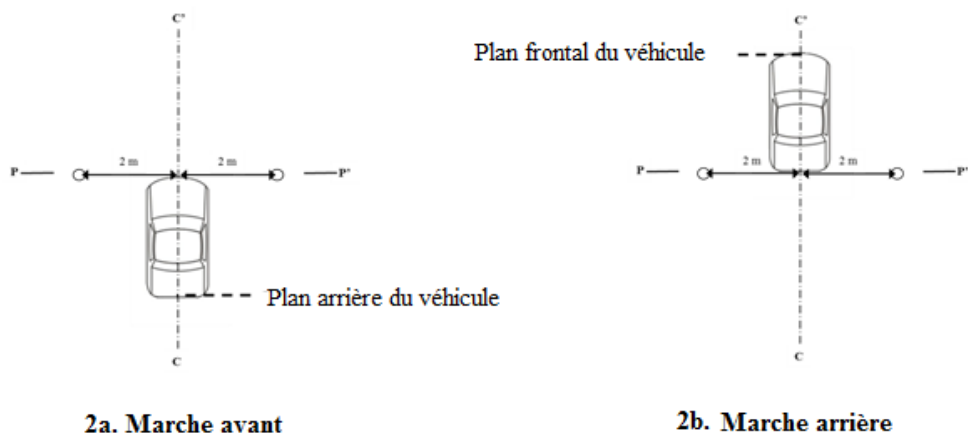 C'
2 m
2 m
P
P'
Plan arrière du véhicule
C
2a. Marche avant
C'
Plan frontal du véhicule
2 m
2 m
P
P'
C
2b. Marche arrière